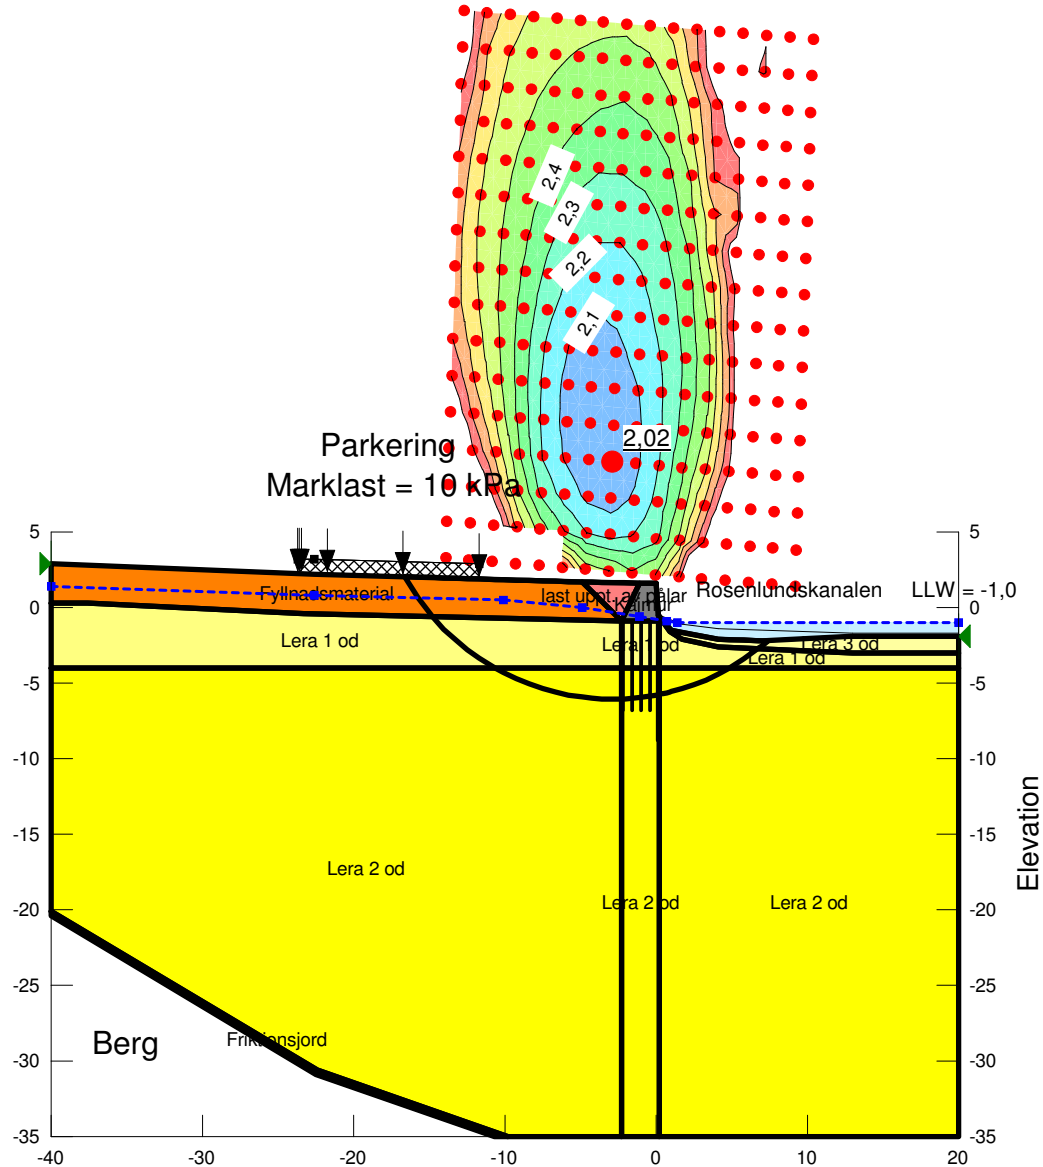 2,4
2,3
2,2
2,1
2,02
Parkering
Marklast = 10 kPa
5
5
Fyllnadsmaterial
last uppt. av pålar
Kajmur
Rosenlundskanalen
LLW = -1,0
0
0
Lera 1 od
Lera 1 od
Lera 3 od
Lera 1 od
-5
-5
-10
-10
-15
-15
Elevation
Lera 2 od
Lera 2 od
Lera 2 od
-20
-20
-25
-25
Berg
Friktionsjord
-30
-30
-35
-35
-40
-30
-20
-10
0
10
20